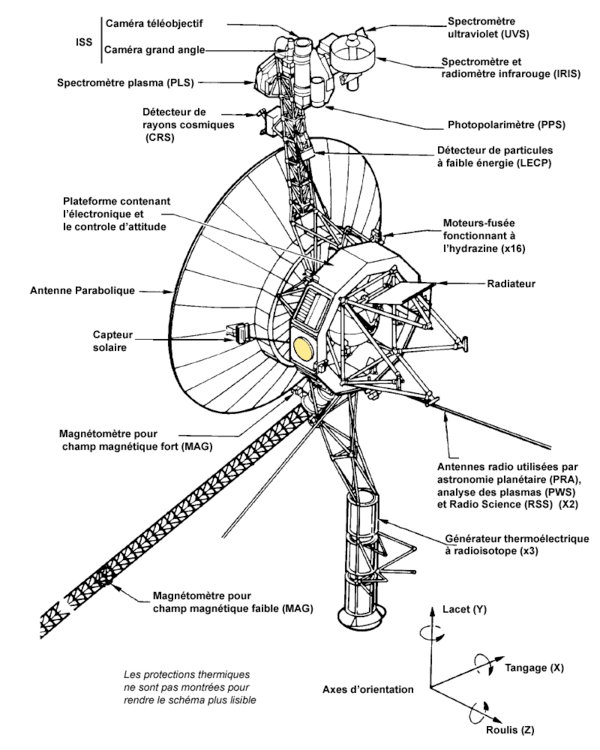 Caméra téléobjectif
ISS
Caméra grand angle
Spectromètre plasma (PLS)
Détecteur de
rayons cosmiques
(CRS)
Spectromètre
ultraviolet (UVS)
Spectromètre et
radiomètre infrarouge (IRIS)
Photopolarimètre (PPS)
Détecteur de particules
à faible énergie (LECP)
Plateforme contenant
l'électronique et
le controle d'attitude
Moteurs-fusée
fonctionnant à
l'hydrazine (x16)
Antenne Parabolique
Radiateur
Capteur
solaire
Magnétomètre pour
champ magnétique fort (MAG)
Antennes radio utilisées par
astronomie planétaire (PRA),
analyse des plasmas (PWS)
et Radio Science (RSS) (X2)
Générateur thermoélectrique
à radioisotope (x3)
Magnétomètre pour
champ magnétique faible (MAG)
Lacet (Y)
Tangage (X)
Axes d'orientation
Roulis (Z)
Les protections thermiques
ne sont pas montrées pour
rendre le schéma plus lisible